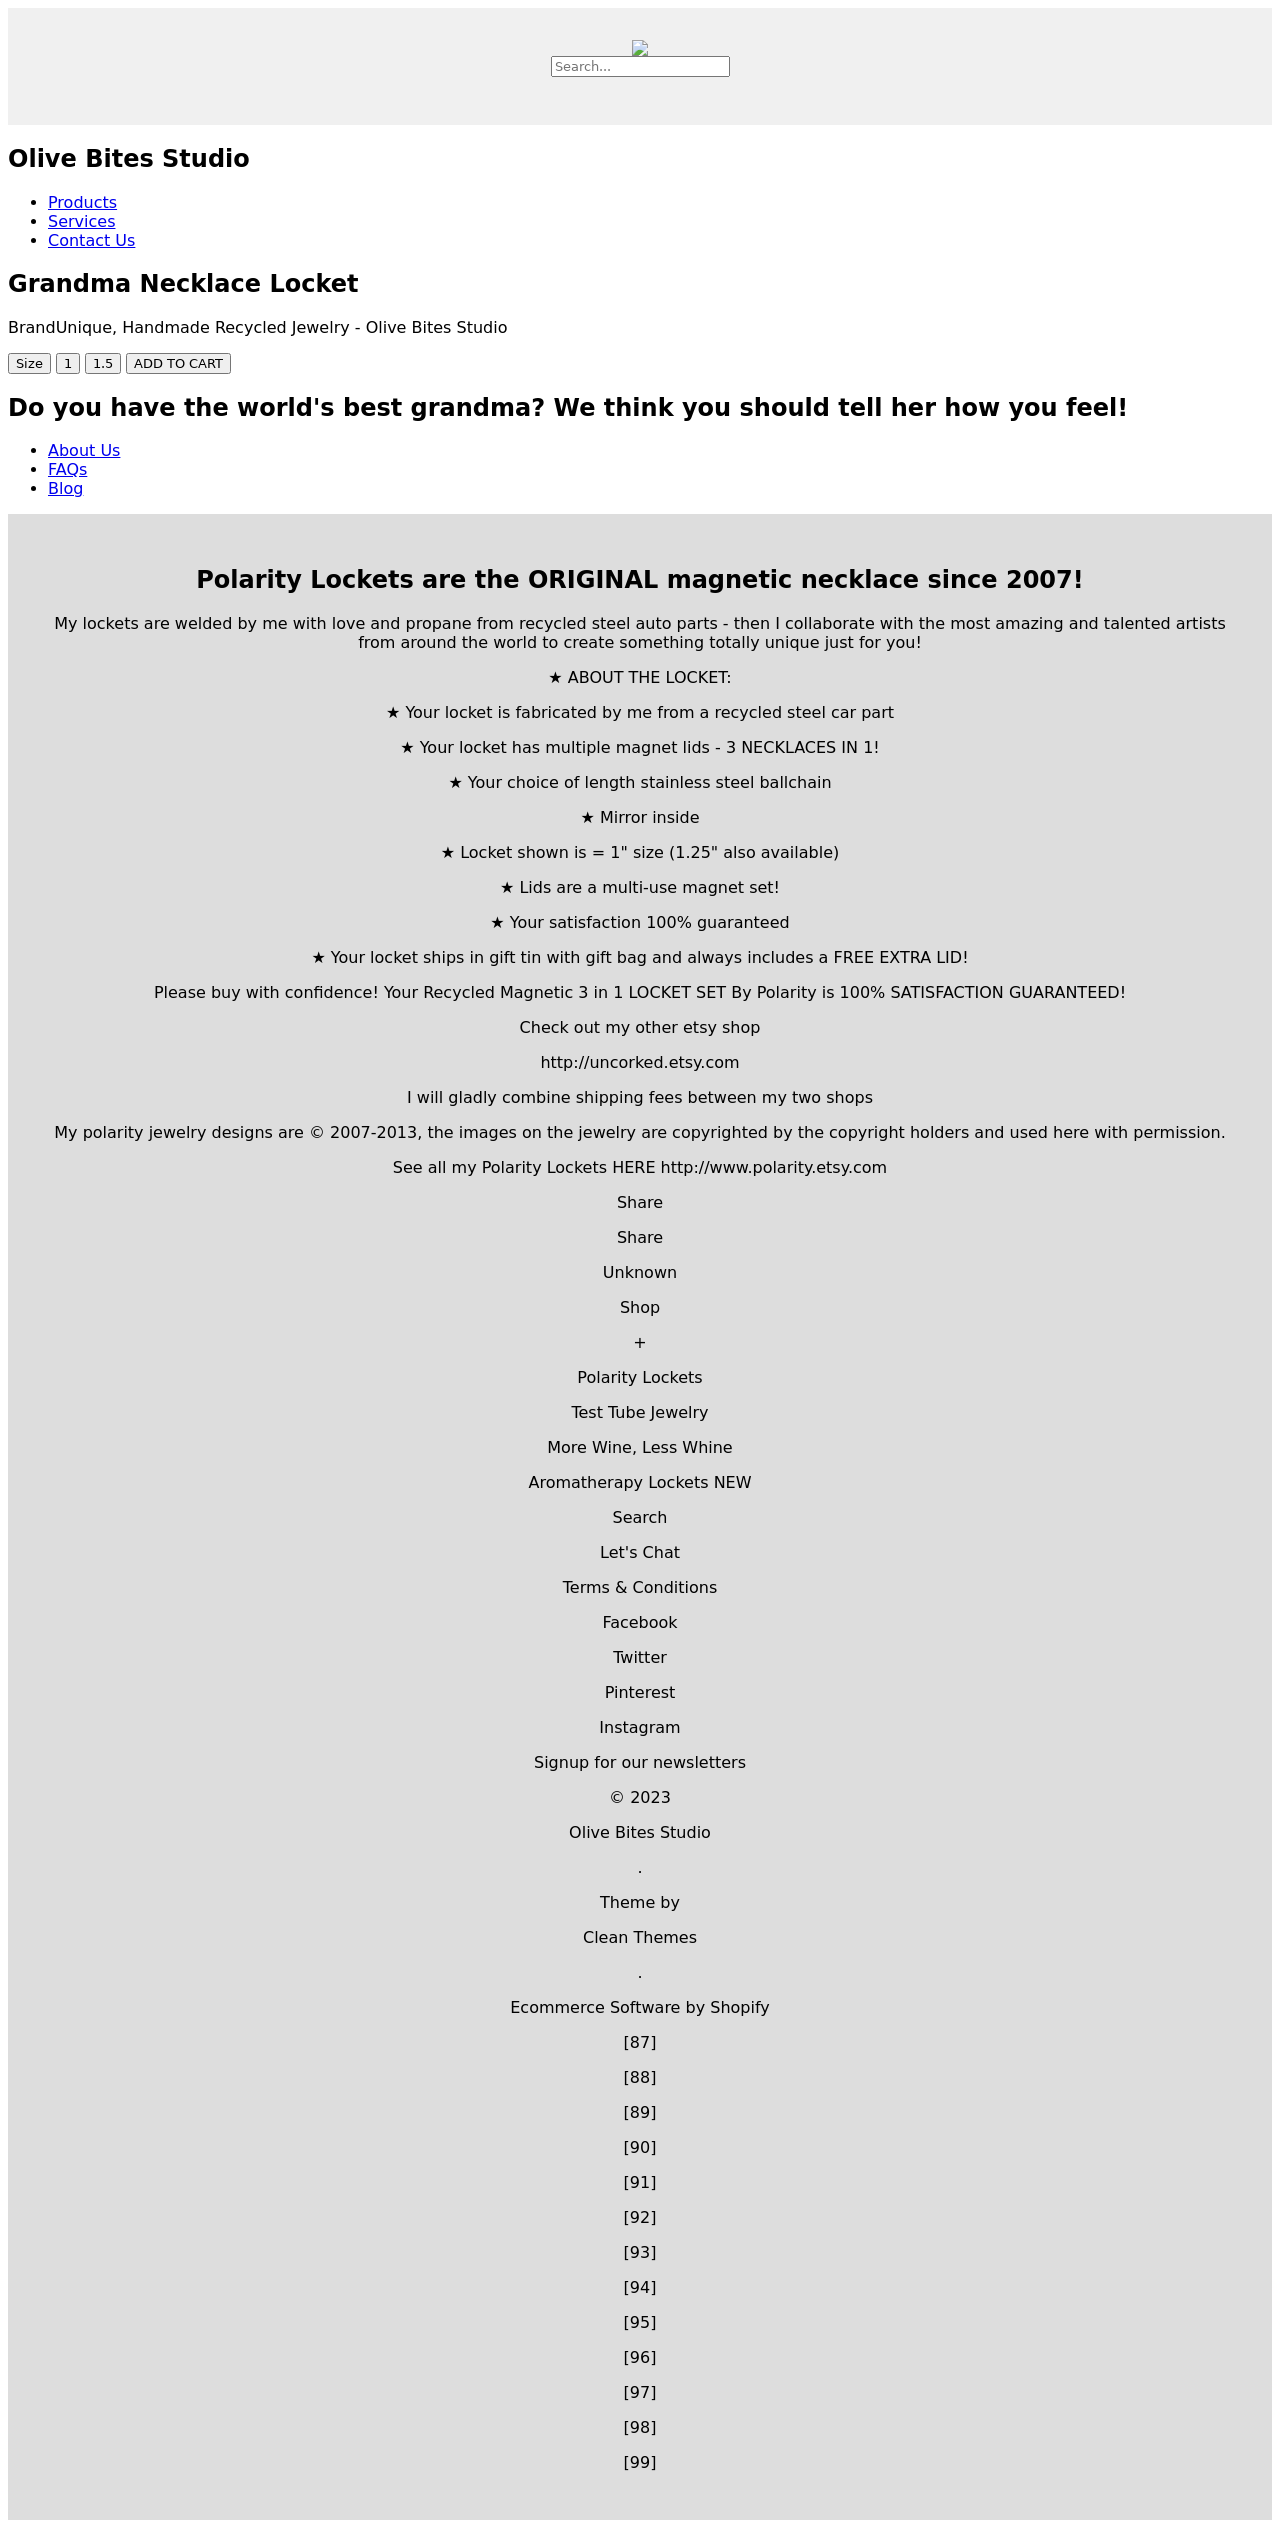 Search...
Olive Bites Studio
• Products
• Services
• Contact Us
Grandma Necklace Locket
BrandUnique, Handmade Recycled Jewelry - Olive Bites Studio
Size 1 1.5 ADD TO CART
Do you have the world's best grandma? We think you should tell her how you feel!
• About Us
• FAQs
• Blog
Polarity Lockets are the ORIGINAL magnetic necklace since 2007!
My lockets are welded by me with love and propane from recycled steel auto parts - then I collaborate with the most amazing and talented artists
from around the world to create something totally unique just for you!
★ ABOUT THE LOCKET:
★ Your locket is fabricated by me from a recycled steel car part
★ Your locket has multiple magnet lids - 3 NECKLACES IN 1!
★ Your choice of length stainless steel ballchain
★ Mirror inside
★ Locket shown is = 1" size (1.25" also available)
★ Lids are a multi-use magnet set!
★ Your satisfaction 100% guaranteed
★ Your locket ships in gift tin with gift bag and always includes a FREE EXTRA LID!
Please buy with confidence! Your Recycled Magnetic 3 in 1 LOCKET SET By Polarity is 100% SATISFACTION GUARANTEED!
Check out my other etsy shop
http://uncorked.etsy.com
I will gladly combine shipping fees between my two shops
My polarity jewelry designs are © 2007-2013, the images on the jewelry are copyrighted by the copyright holders and used here with permission.
See all my Polarity Lockets HERE http://www.polarity.etsy.com
Share
Share
Unknown
Shop
+
Polarity Lockets
Test Tube Jewelry
More Wine, Less Whine
Aromatherapy Lockets NEW
Search
Let's Chat
Terms & Conditions
Facebook
Twitter
Pinterest
Instagram
Signup for our newsletters
© 2023
Olive Bites Studio
.
Theme by
Clean Themes
.
Ecommerce Software by Shopify
[87]
[88]
[89]
[90]
[91]
[92]
[93]
[94]
[95]
[96]
[97]
[98]
[99]